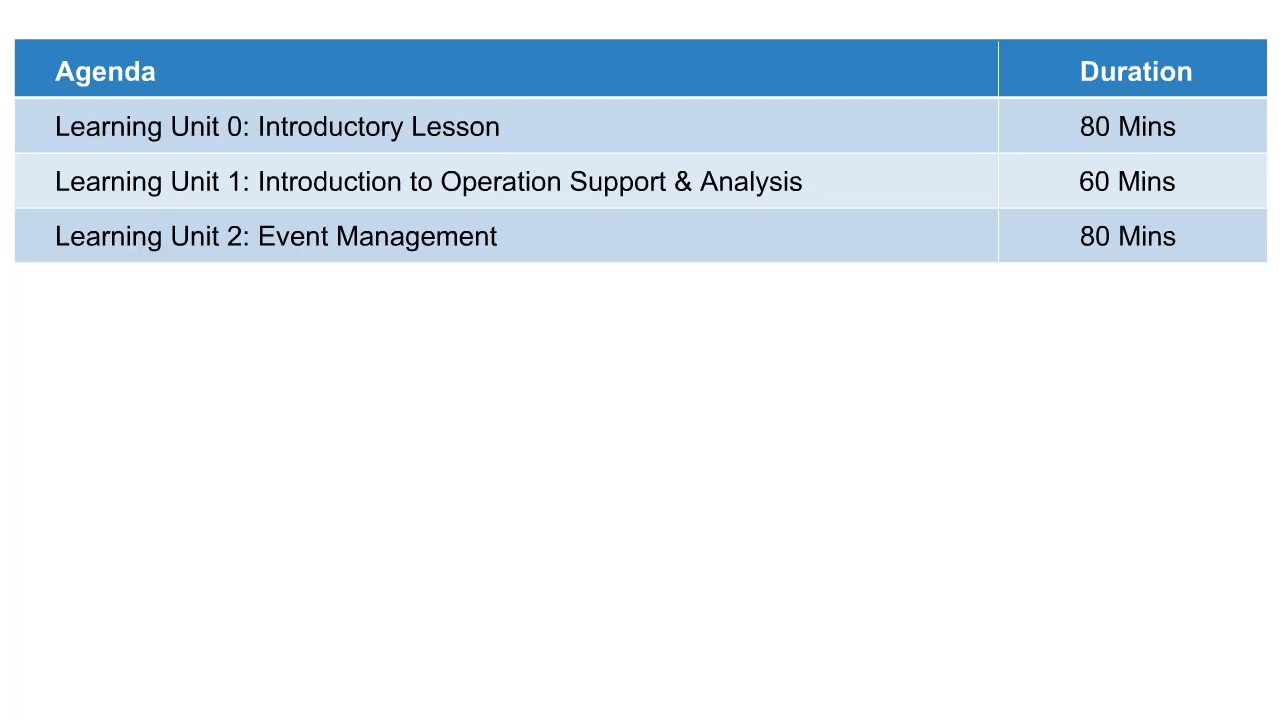 Agenda Duration
Learning Unit 0: Introductory Lesson 80 Mins
Learning Unit 1: Introduction to Operation Support & Analysis 60 Mins
Learning Unit 2: Event Management 80 Mins